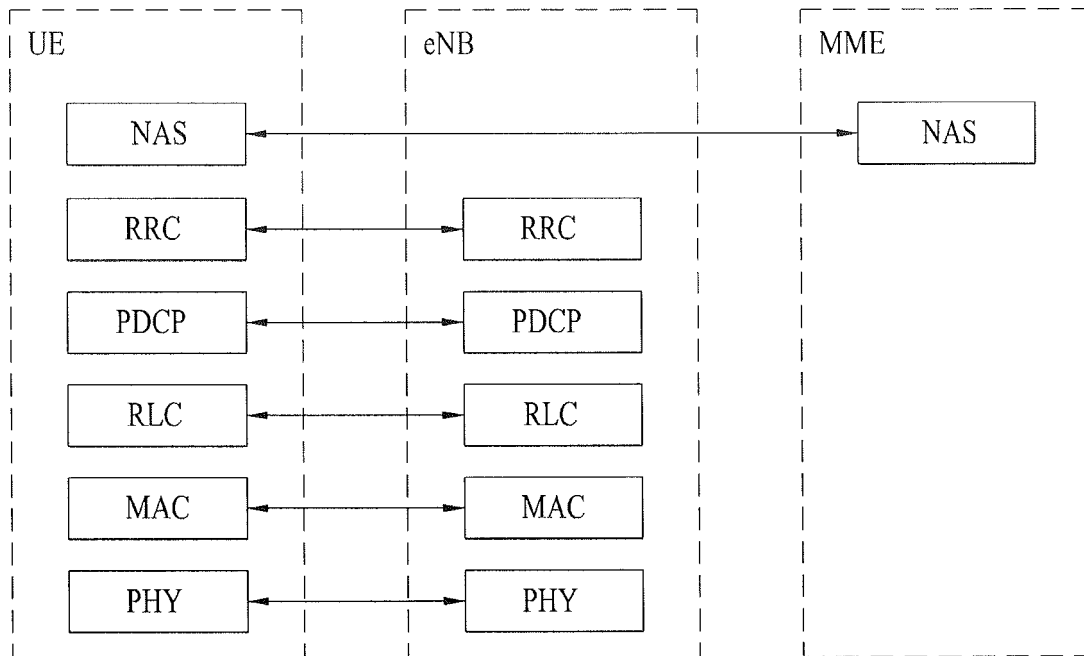 UE eNB MME
NAS NAS
RRC RRC
PDCP PDCP
RLC RLC
MAC MAC
PHY PHY